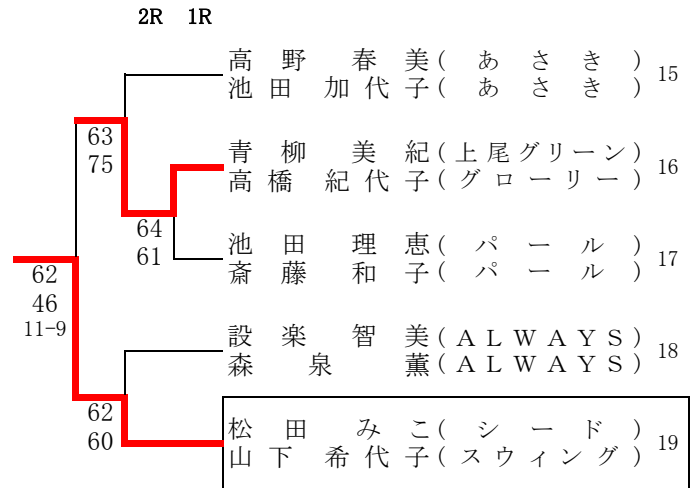 2R 1R
高野 春美(あさき) 15
池田 加代子(あさき)
63
75
青柳 美紀(上尾グリーン) 16
高橋 紀代子(グローリー)
64
61
池田 理恵(パール) 17
斎藤 和子(パール)
62
46
11-9
設楽 智美(ALWAYS) 18
森泉 薫(ALWAYS)
62
60
松田 みこ(シード) 19
山下 希代子(スウィング)